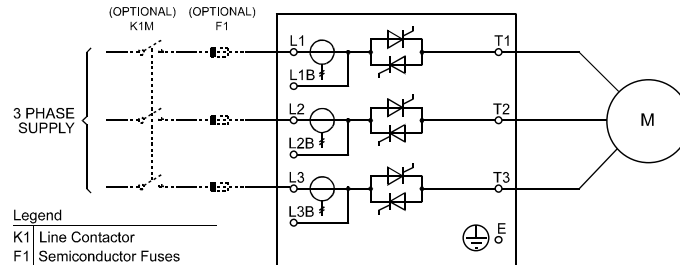 (OPTIONAL) (OPTIONAL)
K1M F1
L1 T1
L1B
3 PHASE
SUPPLY
L2 T2
L2B
M
L3 T3
L3B
E
Legend
K1 Line Contactor
F1 Semiconductor Fuses